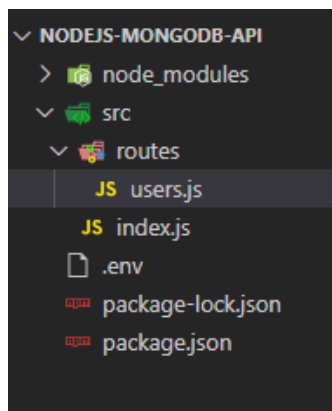 NODEJS-MONGODB-API
node_modules
src
routes
JS users.js
JS index.js
.env
package-lock.json
package.json